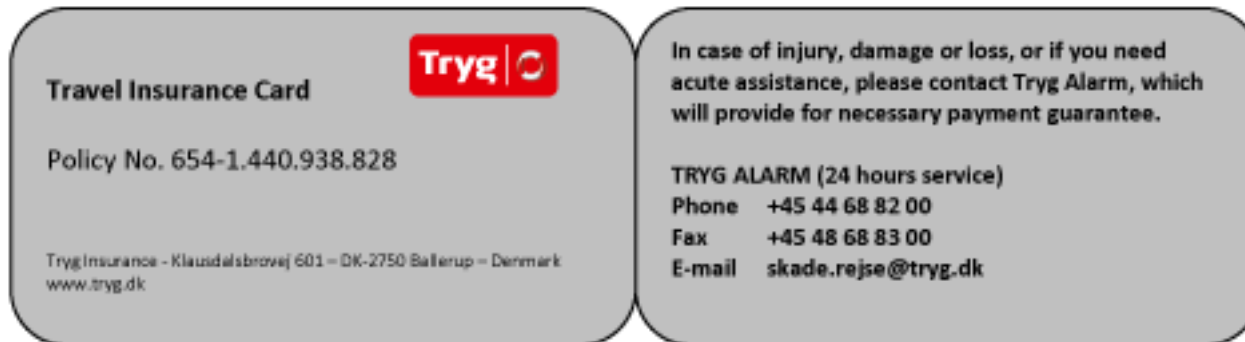 Tryg
Travel Insurance Card
Policy No. 654-1.440.938.828
Tryg Insurance - Klausdalsbrovej 601 – DK-2750 Ballerup – Denmark
www.tryg.dk
In case of injury, damage or loss, or if you need
acute assistance, please contact Tryg Alarm, which
will provide for necessary payment guarantee.
TRYG ALARM (24 hours service)
Phone +45 44 68 82 00
Fax +45 48 68 83 00
E-mail skade.rejse@tryg.dk